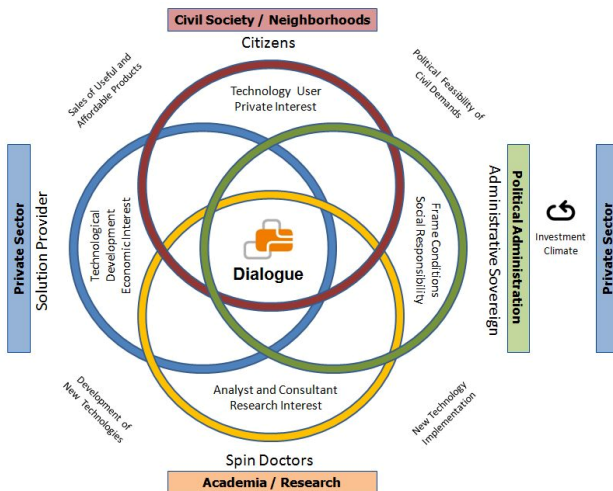 Civil Society / Neighborhoods
Citizens
Sales of Useful and
Affordable Products
Political Feasibility of
Civil Demands
Technology User
Private Interest
Private Sector
Solution Provider
Technological
Development
Economic Interest
Dialogue
Frame Conditions
Social Responsibility
Administrative Sovereign
Political Administration
Investment
Climate
Private Sector
Analyst and Consultant
Research Interest
Development of
New Technologies
New Technology
Implementation
Spin Doctors
Academia / Research